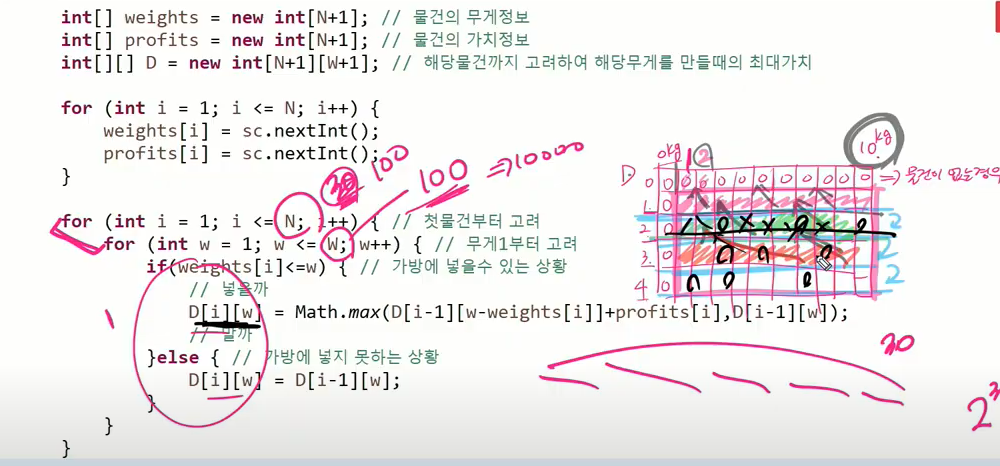 int[] weights = new int[N+1]; // 물건의 무게정보
int[] profits = new int[N+1]; // 물건의 가치정보
int[][] D = new int[N+1][W+1]; // 해당물건까지 고려하여 해당무게를 만들때의 최대가치
for (int i = 1; i <= N; i++) {
weights[i] = sc.nextInt();
profits[i] = sc.nextInt();
}
100
100 ⇒ 10000
for (int i = 1; i <= N; i++) { // 첫물건부터 고려
for (int w = 1; w <= W; w++) { // 무게1부터 고려
if(weights[i]<=w) { // 가방에 넣을수 있는 상황
// 넣을까
D[i][w] = Math.max(D[i-1][w-weights[i]]+profits[i],D[i-1][w]);
// 말까
}else { // 가방에 넣지 못하는 상황
D[i][w] = D[i-1][w];
}
}
}
10kg
0kg 1 2
D 0 0 0 0 0 0 0 0 0 0 0 ⇒ 물건이 없는경우
1 0
2 0 2
3 0 2
4 0 2
30